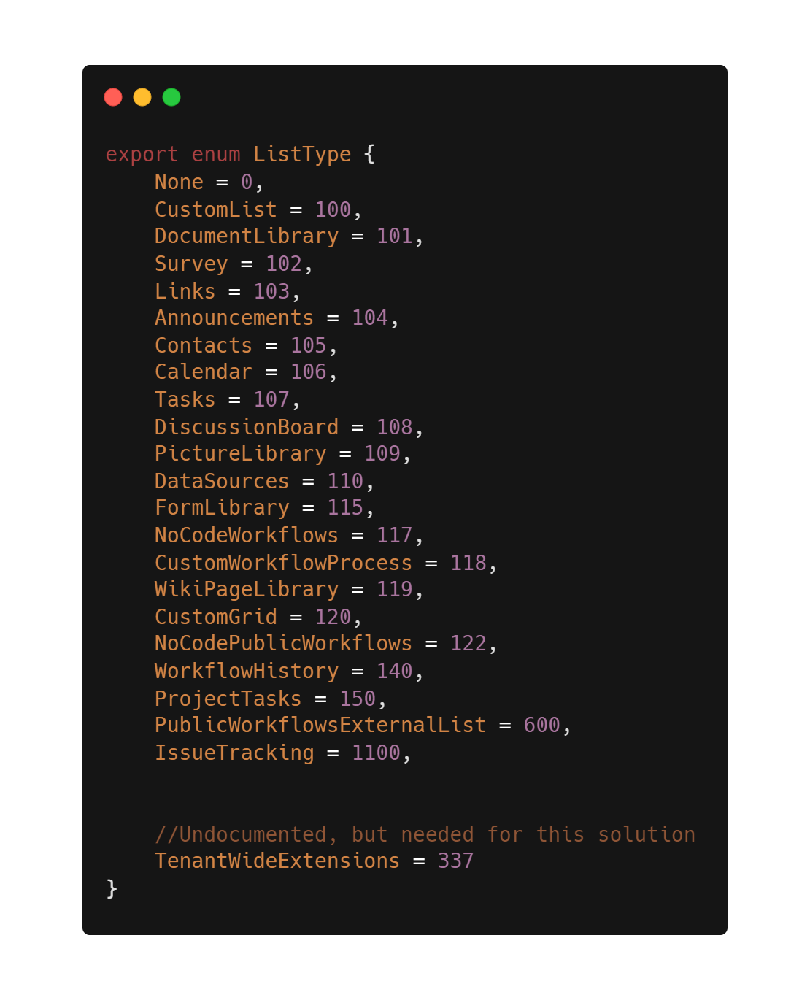 export enum ListType {
    None = 0,
    CustomList = 100,
    DocumentLibrary = 101,
    Survey = 102,
    Links = 103,
    Announcements = 104,
    Contacts = 105,
    Calendar = 106,
    Tasks = 107,
    DiscussionBoard = 108,
    PictureLibrary = 109,
    DataSources = 110,
    FormLibrary = 115,
    NoCodeWorkflows = 117,
    CustomWorkflowProcess = 118,
    WikiPageLibrary = 119,
    CustomGrid = 120,
    NoCodePublicWorkflows = 122,
    WorkflowHistory = 140,
    ProjectTasks = 150,
    PublicWorkflowsExternalList = 600,
    IssueTracking = 1100,
    //Undocumented, but needed for this solution
    TenantWideExtensions = 337
}